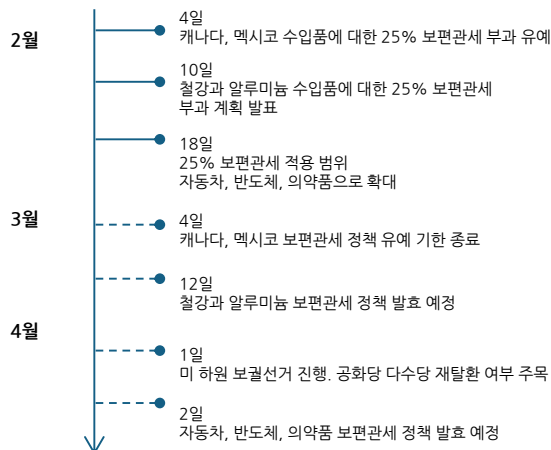 2월
4일
캐나다, 멕시코 수입품에 대한 25% 보편관세 부과 유예
10일
철강과 알루미늄 수입품에 대한 25% 보편관세
부과 계획 발표
18일
25% 보편관세 적용 범위
자동차, 반도체, 의약품으로 확대
3월
4일
캐나다, 멕시코 보편관세 정책 유예 기한 종료
12일
철강과 알루미늄 보편관세 정책 발효 예정
4월
1일
미 하원 보궐선거 진행. 공화당 다수당 재탈환 여부 주목
2일
자동차, 반도체, 의약품 보편관세 정책 발효 예정